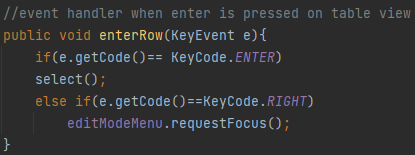 //event handler when enter is pressed on table view
public void enterRow(KeyEvent e){
    if(e.getCode()== KeyCode.ENTER)
    select();
    else if(e.getCode()==KeyCode.RIGHT)
        editModeMenu.requestFocus();
}